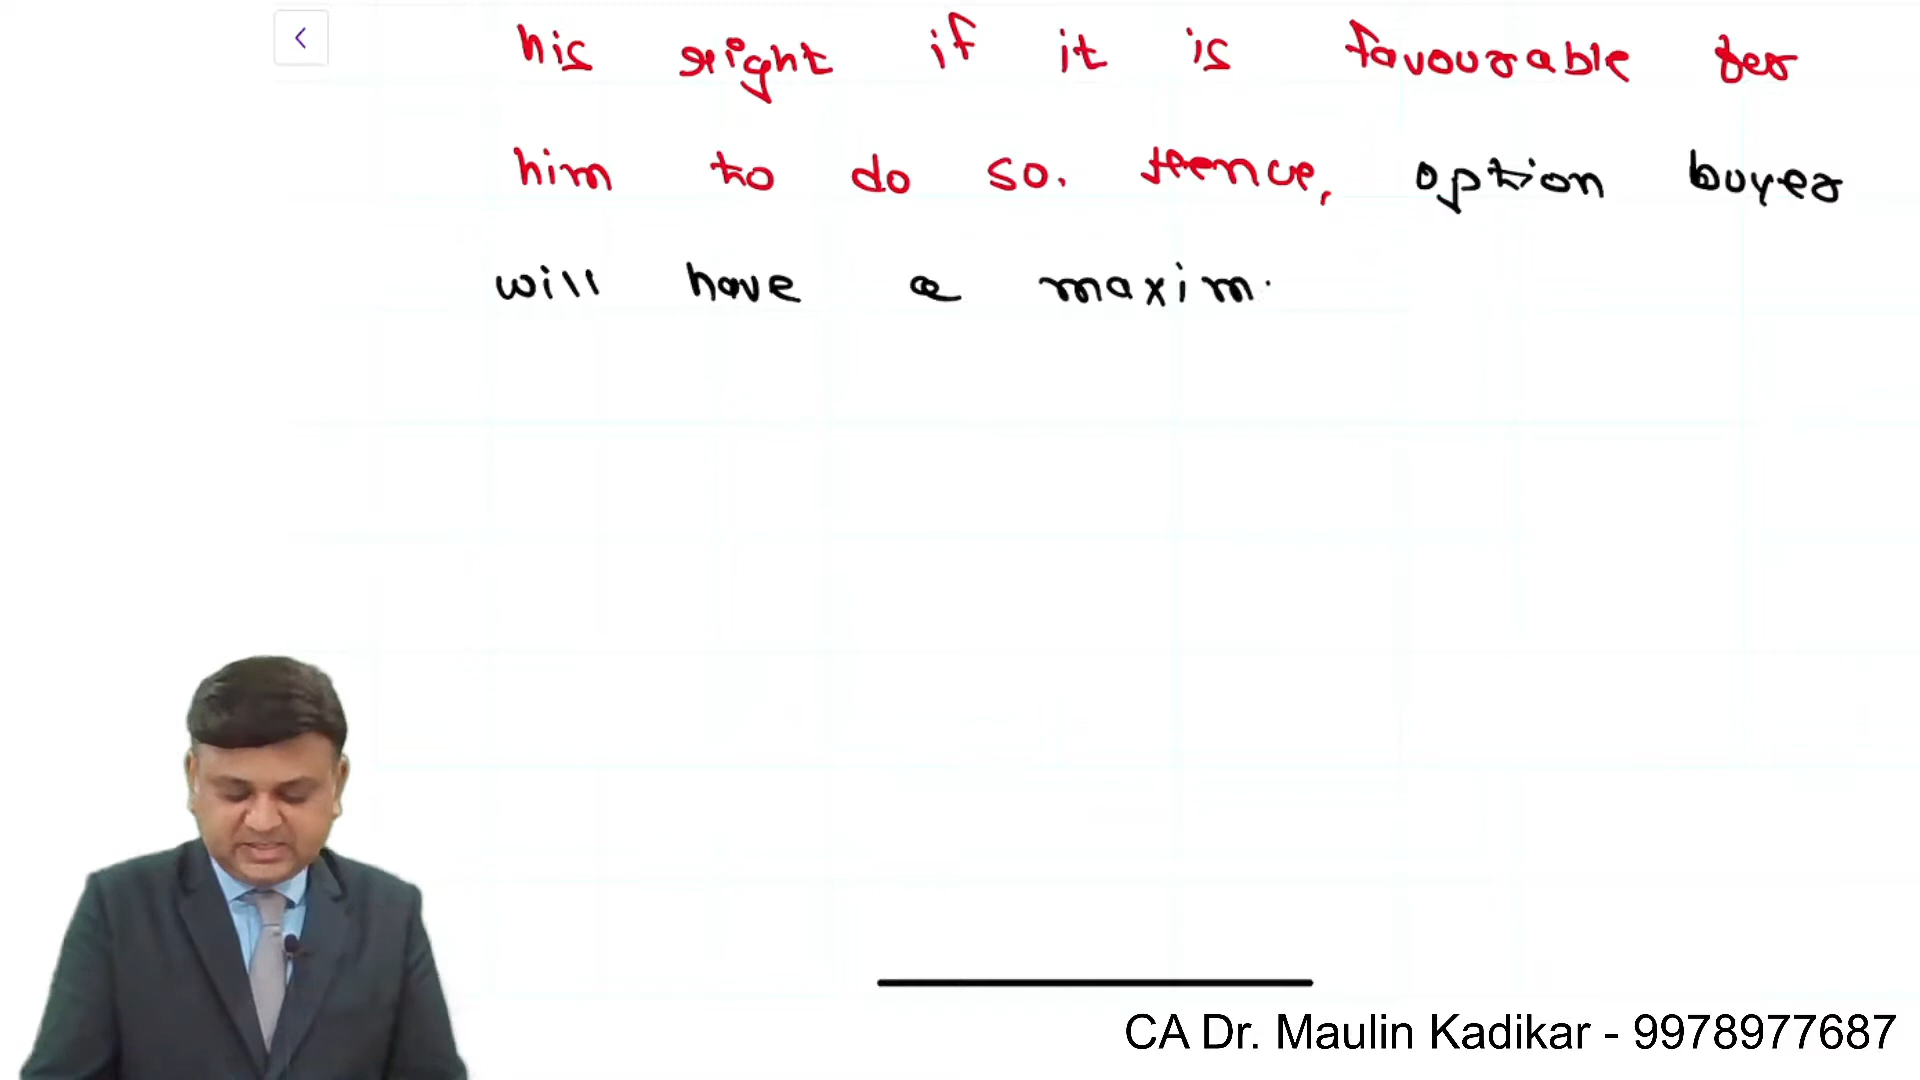 his right if it is favourable for
him to do so. Hence, option buyer
will have a maxim.
CA Dr. Maulin Kadikar - 9978977687